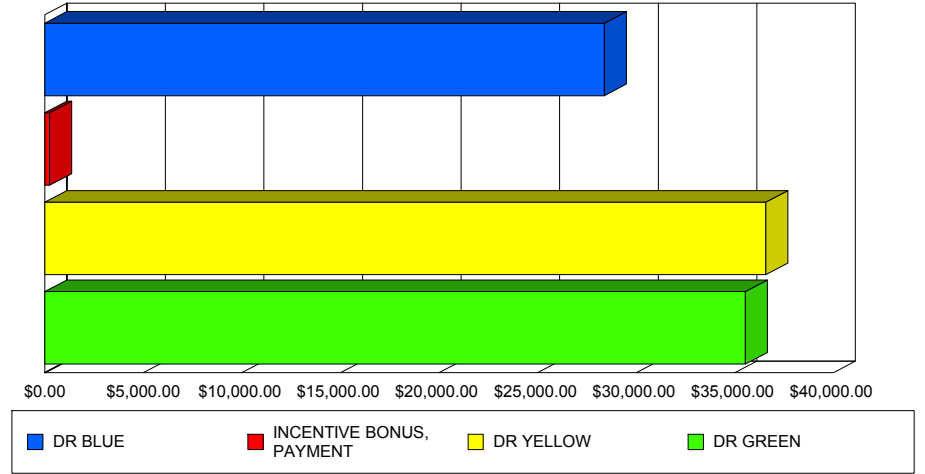 $0.00 $5,000.00 $10,000.00 $15,000.00 $20,000.00 $25,000.00 $30,000.00 $35,000.00 $40,000.00
DR BLUE
INCENTIVE BONUS,
PAYMENT
DR YELLOW
DR GREEN